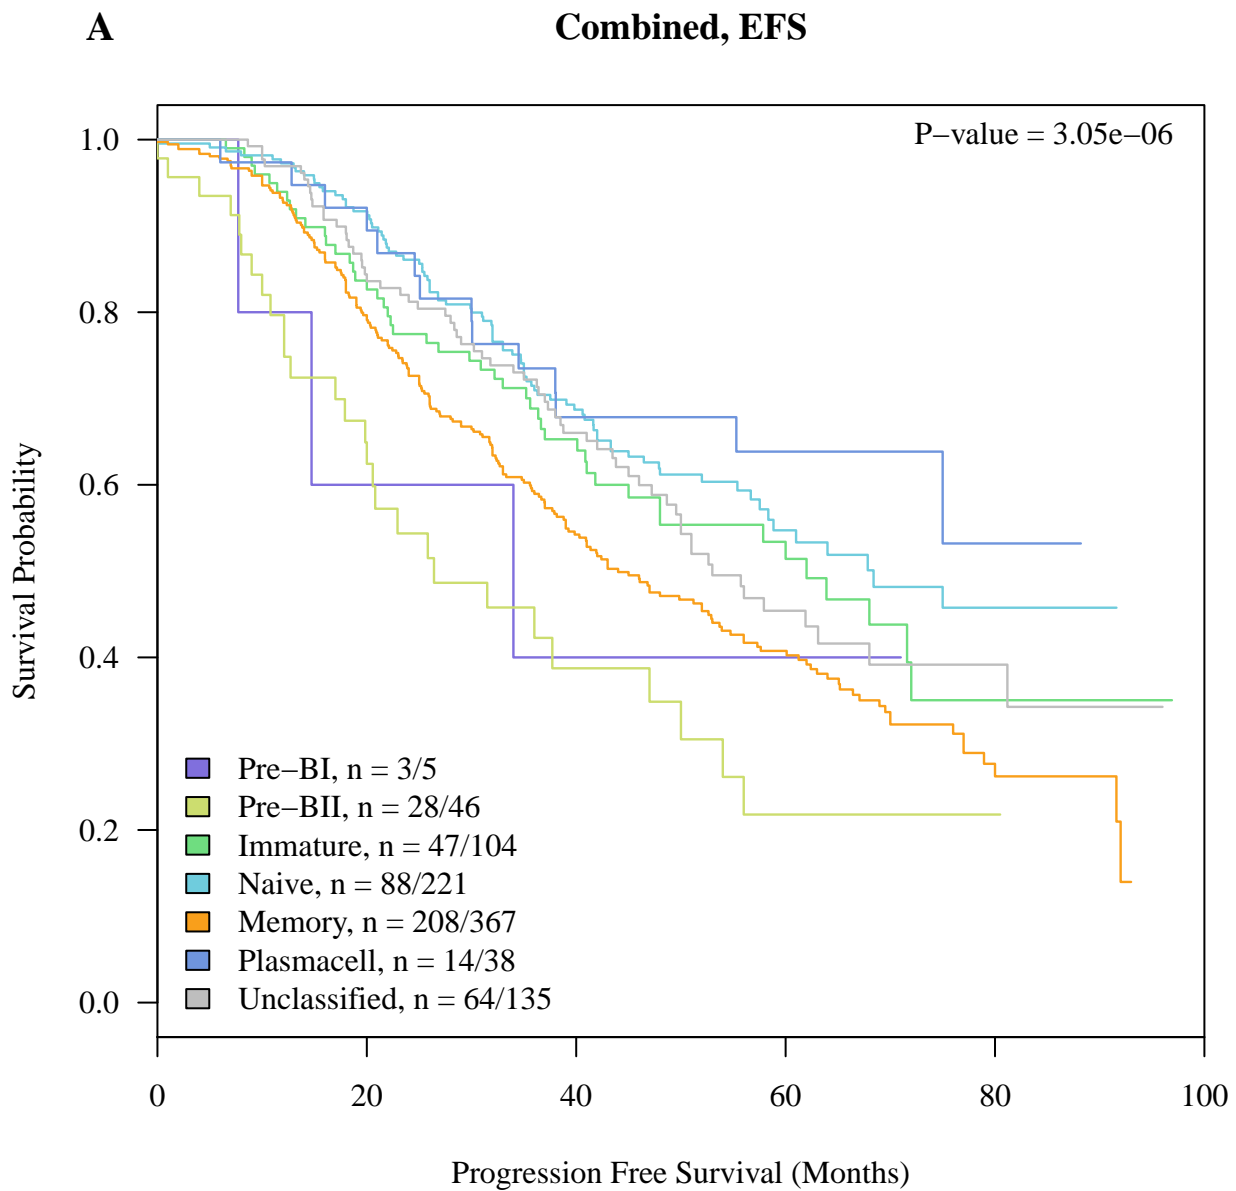 A
Combined, EFS
P−value = 3.05e−06
Survival Probability
1.0
0.8
0.6
0.4
0.2
0.0
Pre−BI, n = 3/5
Pre−BII, n = 28/46
Immature, n = 47/104
Naive, n = 88/221
Memory, n = 208/367
Plasmacell, n = 14/38
Unclassified, n = 64/135
0 20 40 60 80 100
Progression Free Survival (Months)